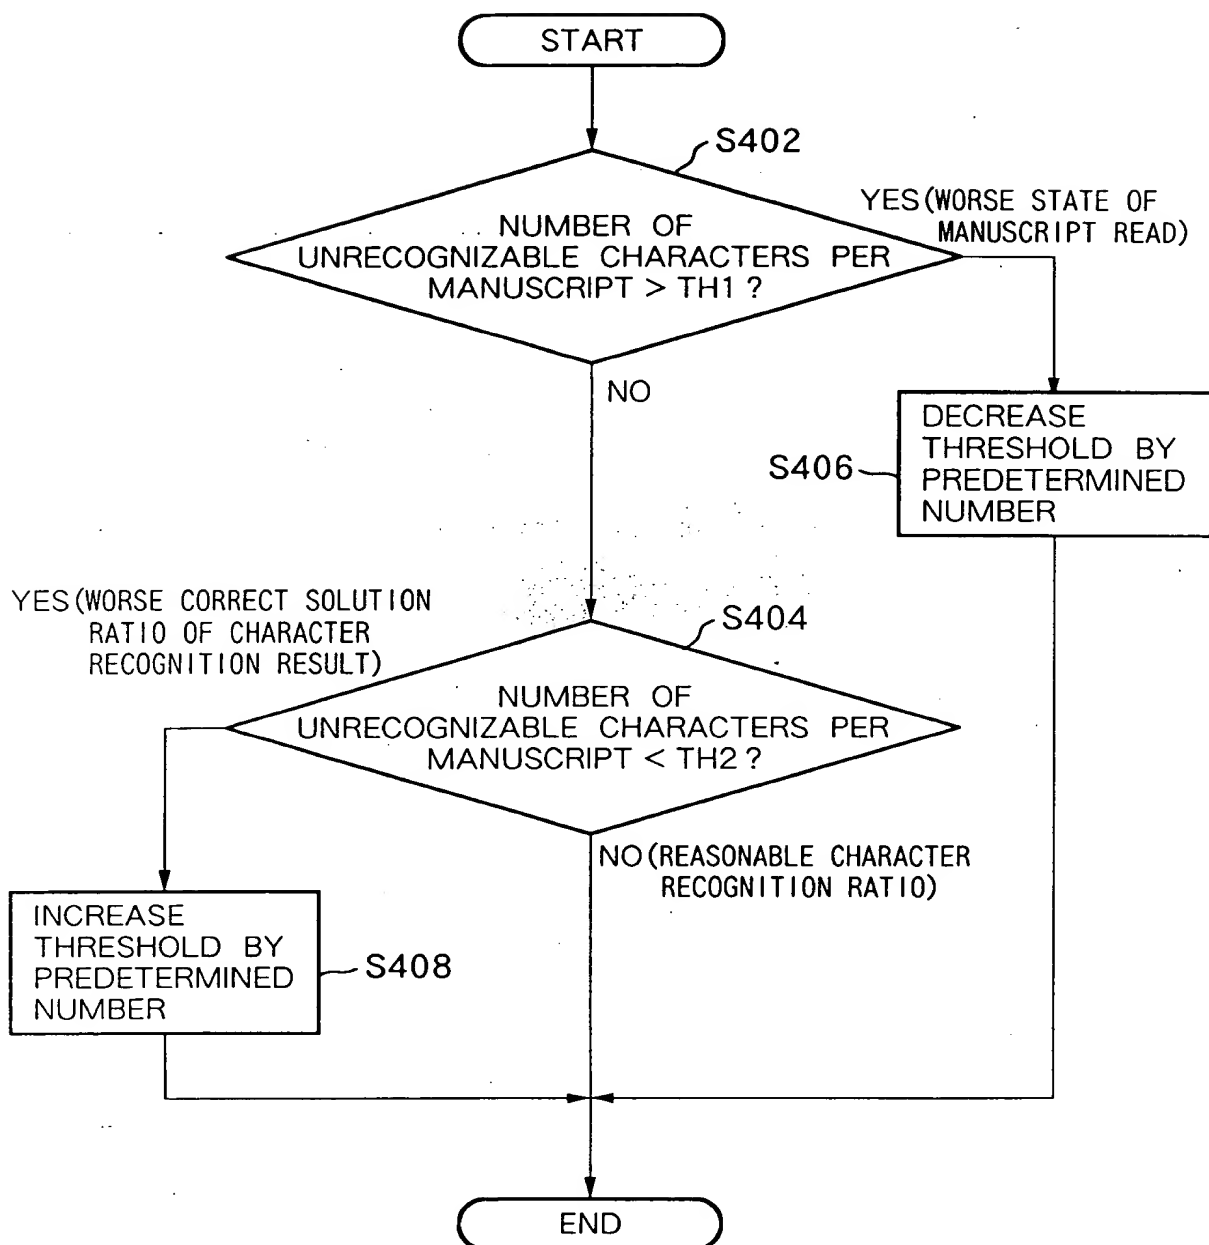 START
S402
YES(WORSE STATE OF
MANUSCRIPT READ)
NUMBER OF
UNRECOGNIZABLE CHARACTERS PER
MANUSCRIPT > TH1?
NO
DECREASE
THRESHOLD BY
PREDETERMINED
NUMBER
S406
YES(WORSE CORRECT SOLUTION
RATIO OF CHARACTER
RECOGNITION RESULT)
S404
NUMBER OF
UNRECOGNIZABLE CHARACTERS PER
MANUSCRIPT < TH2?
NO(REASONABLE CHARACTER
RECOGNITION RATIO)
INCREASE
THRESHOLD BY
PREDETERMINED
NUMBER
S408
END